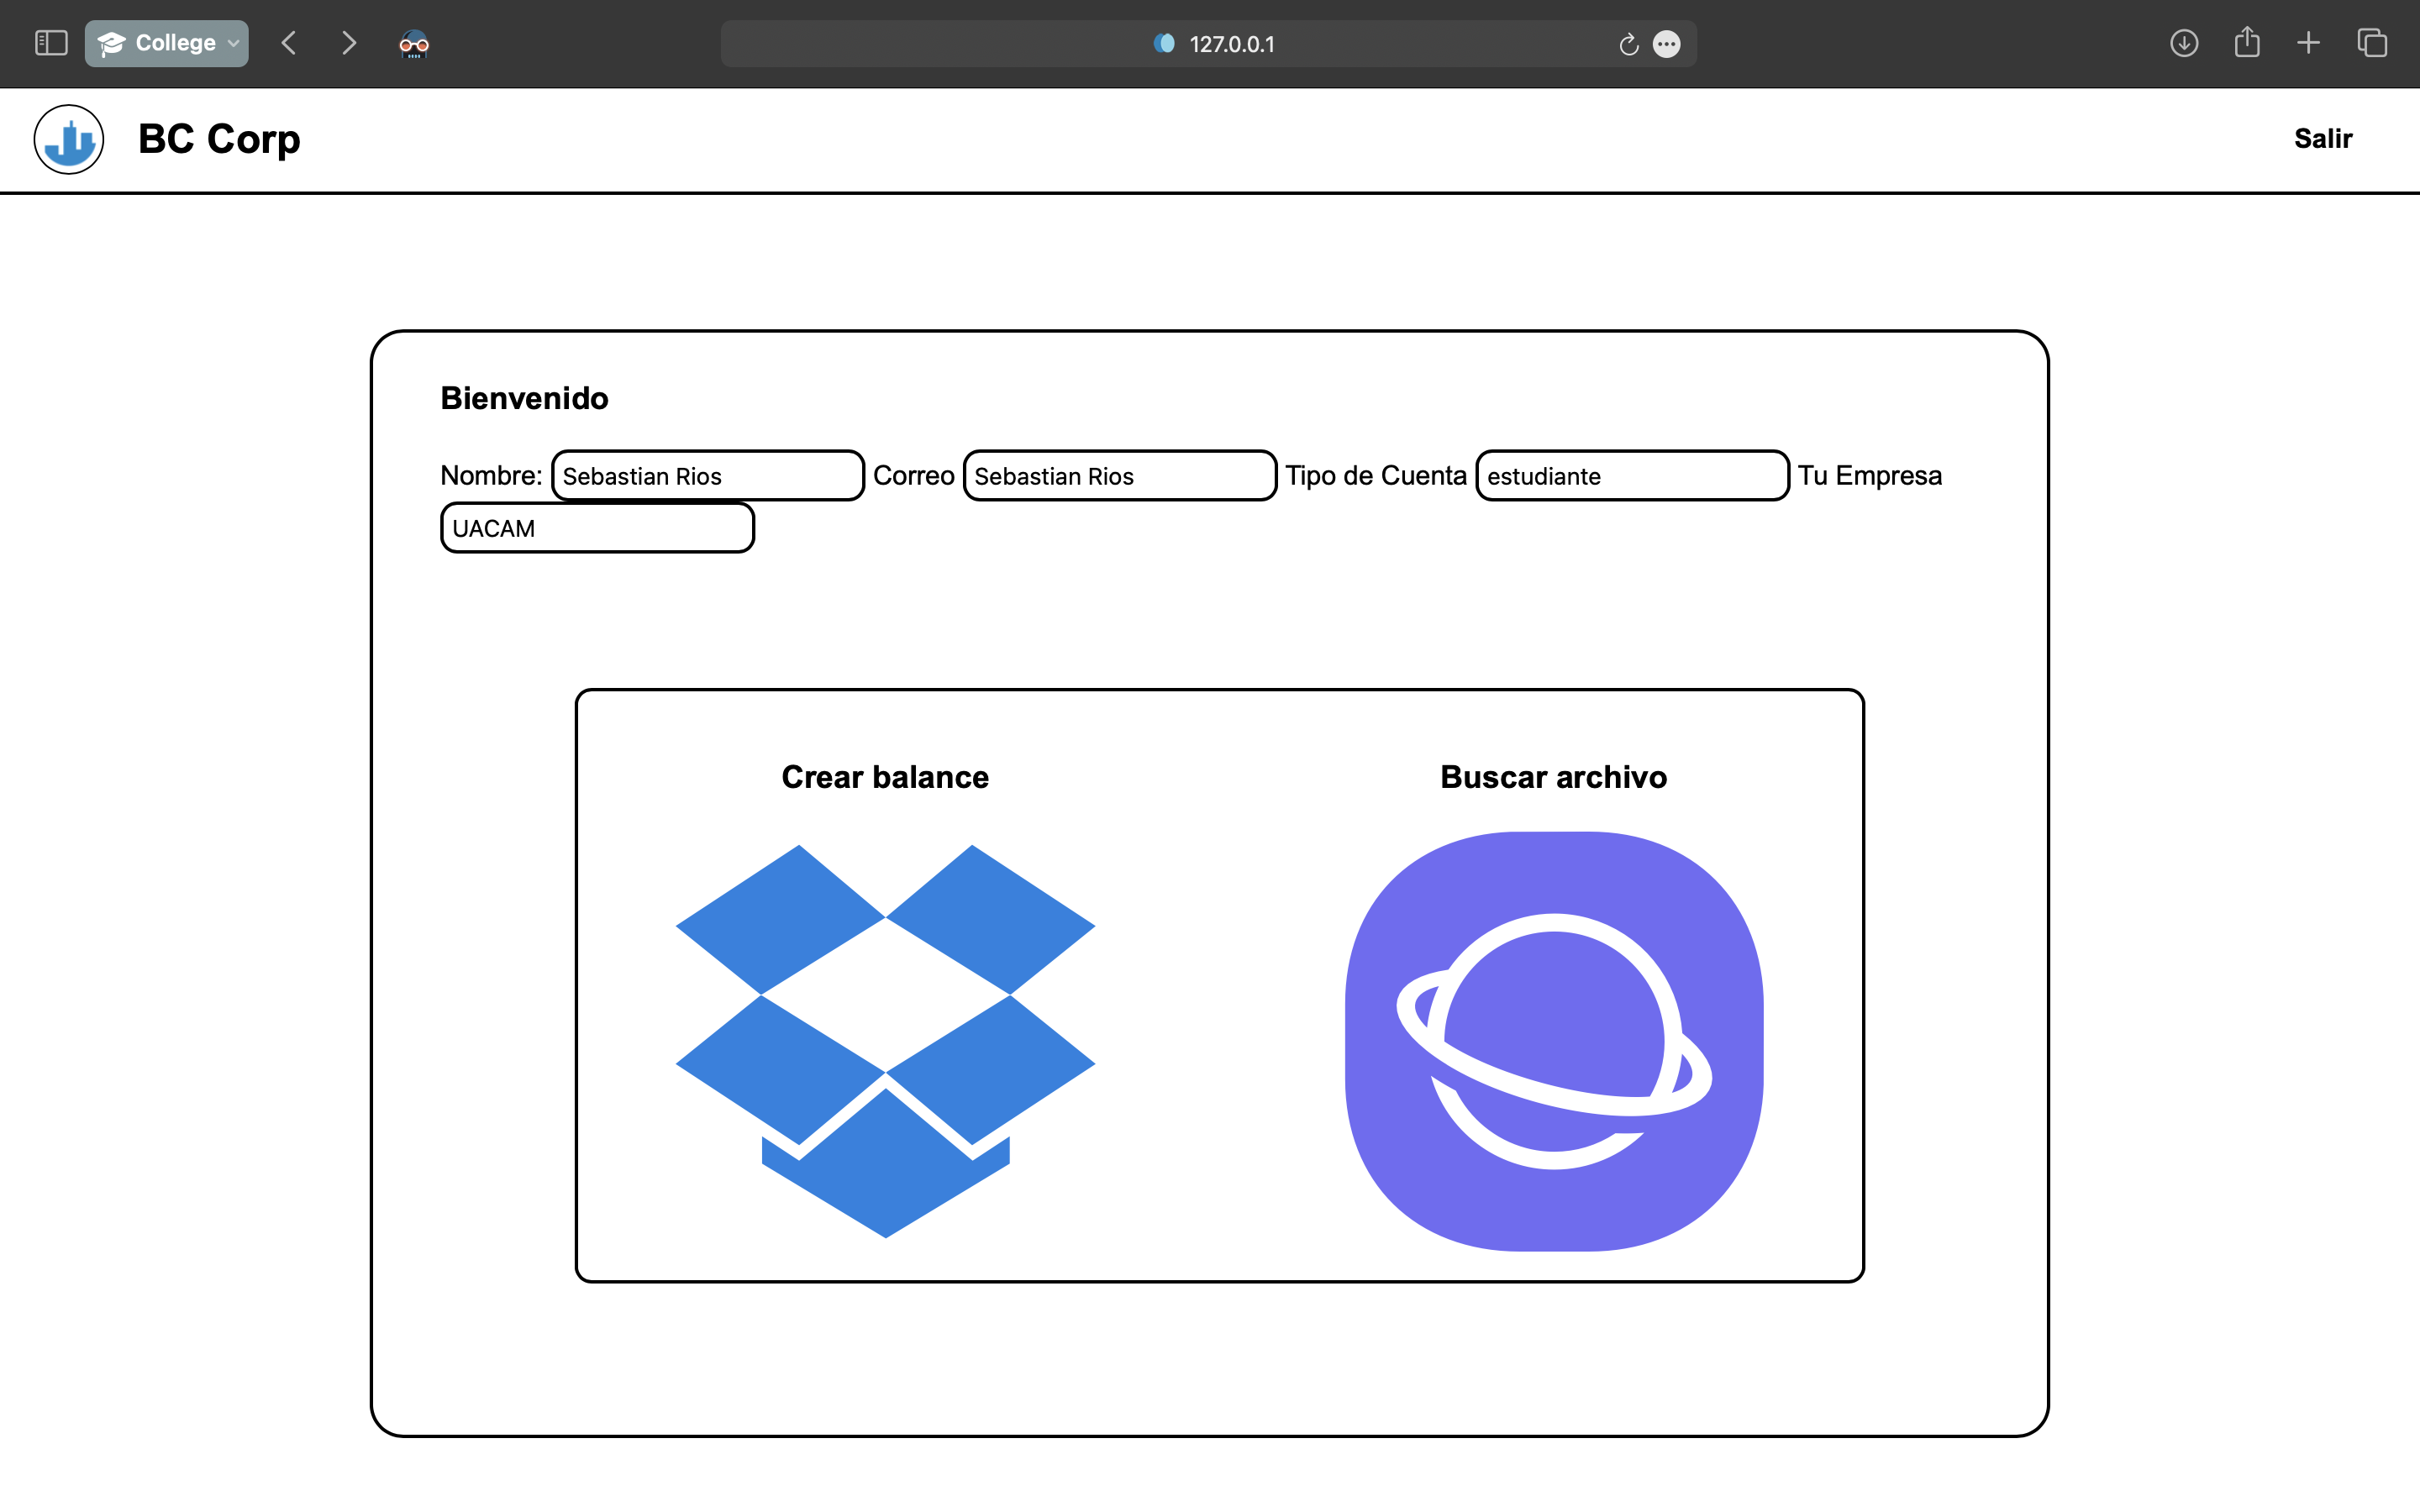 College
127.0.0.1
BC Corp
Salir
Bienvenido
Nombre: Sebastian Rios Correo Sebastian Rios Tipo de Cuenta estudiante Tu Empresa
UACAM
Crear balance
Buscar archivo